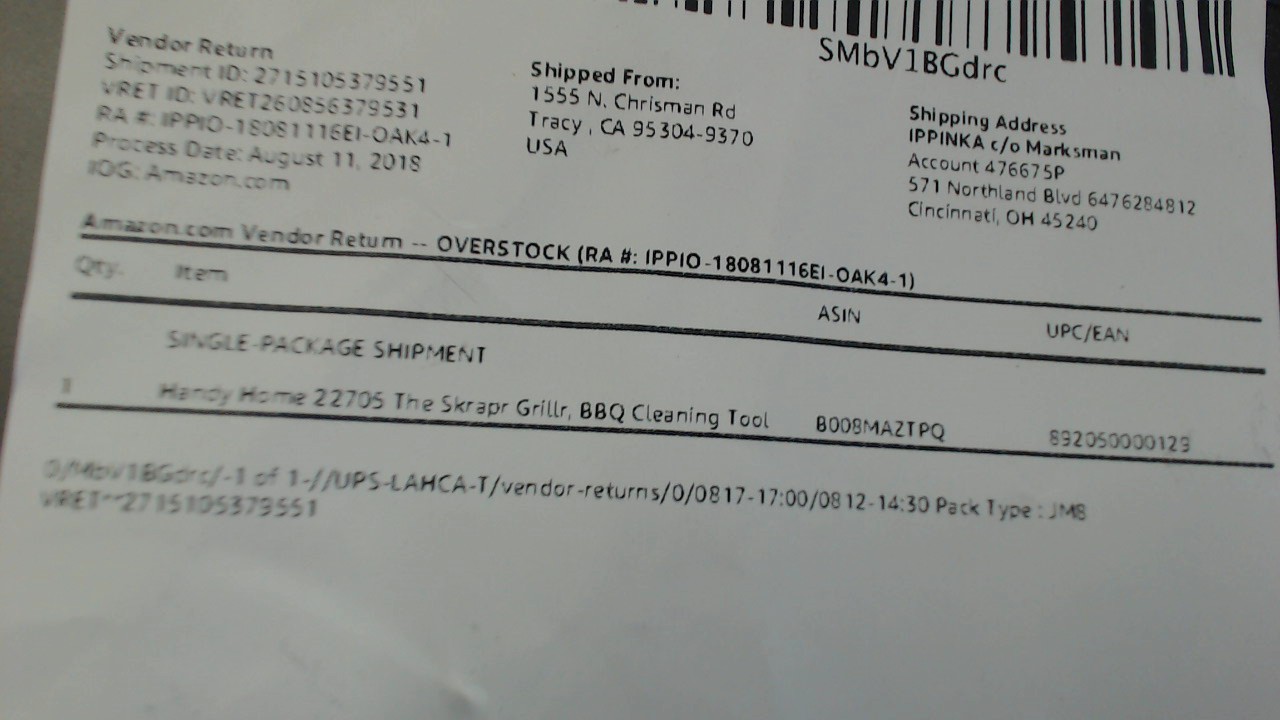 SMbV1BGdrc
Vendor Return
Shipment ID: 2715105379551
VRET ID: VRET260856379531
RA #: IPPIO-18081116EI-OAK4-1
Process Date: August 11, 2018
IOG: Amazon.com
Shipped From:
1555 N. Chrisman Rd
Tracy , CA 95304-9370
USA
Shipping Address
IPPINKA c/o Marksman
Account 476675P
571 Northland Blvd 6476284812
Cincinnati, OH 45240
Amazon.com Vendor Return -- OVERSTOCK (RA #: IPPIO-18081116EI-OAK4-1)
Qty. Item ASIN UPC/EAN
SINGLE-PACKAGE SHIPMENT
1 Handy Home 22705 The Skrapr Grillr, BBQ Cleaning Tool B008MAZTPQ 892050000129
0/MbV1BGdrc/-1 of 1-//UPS-LAHCA-T/vendor-returns/0/0817-17:00/0812-14:30 Pack Type : JM8
VRET**2715105379551